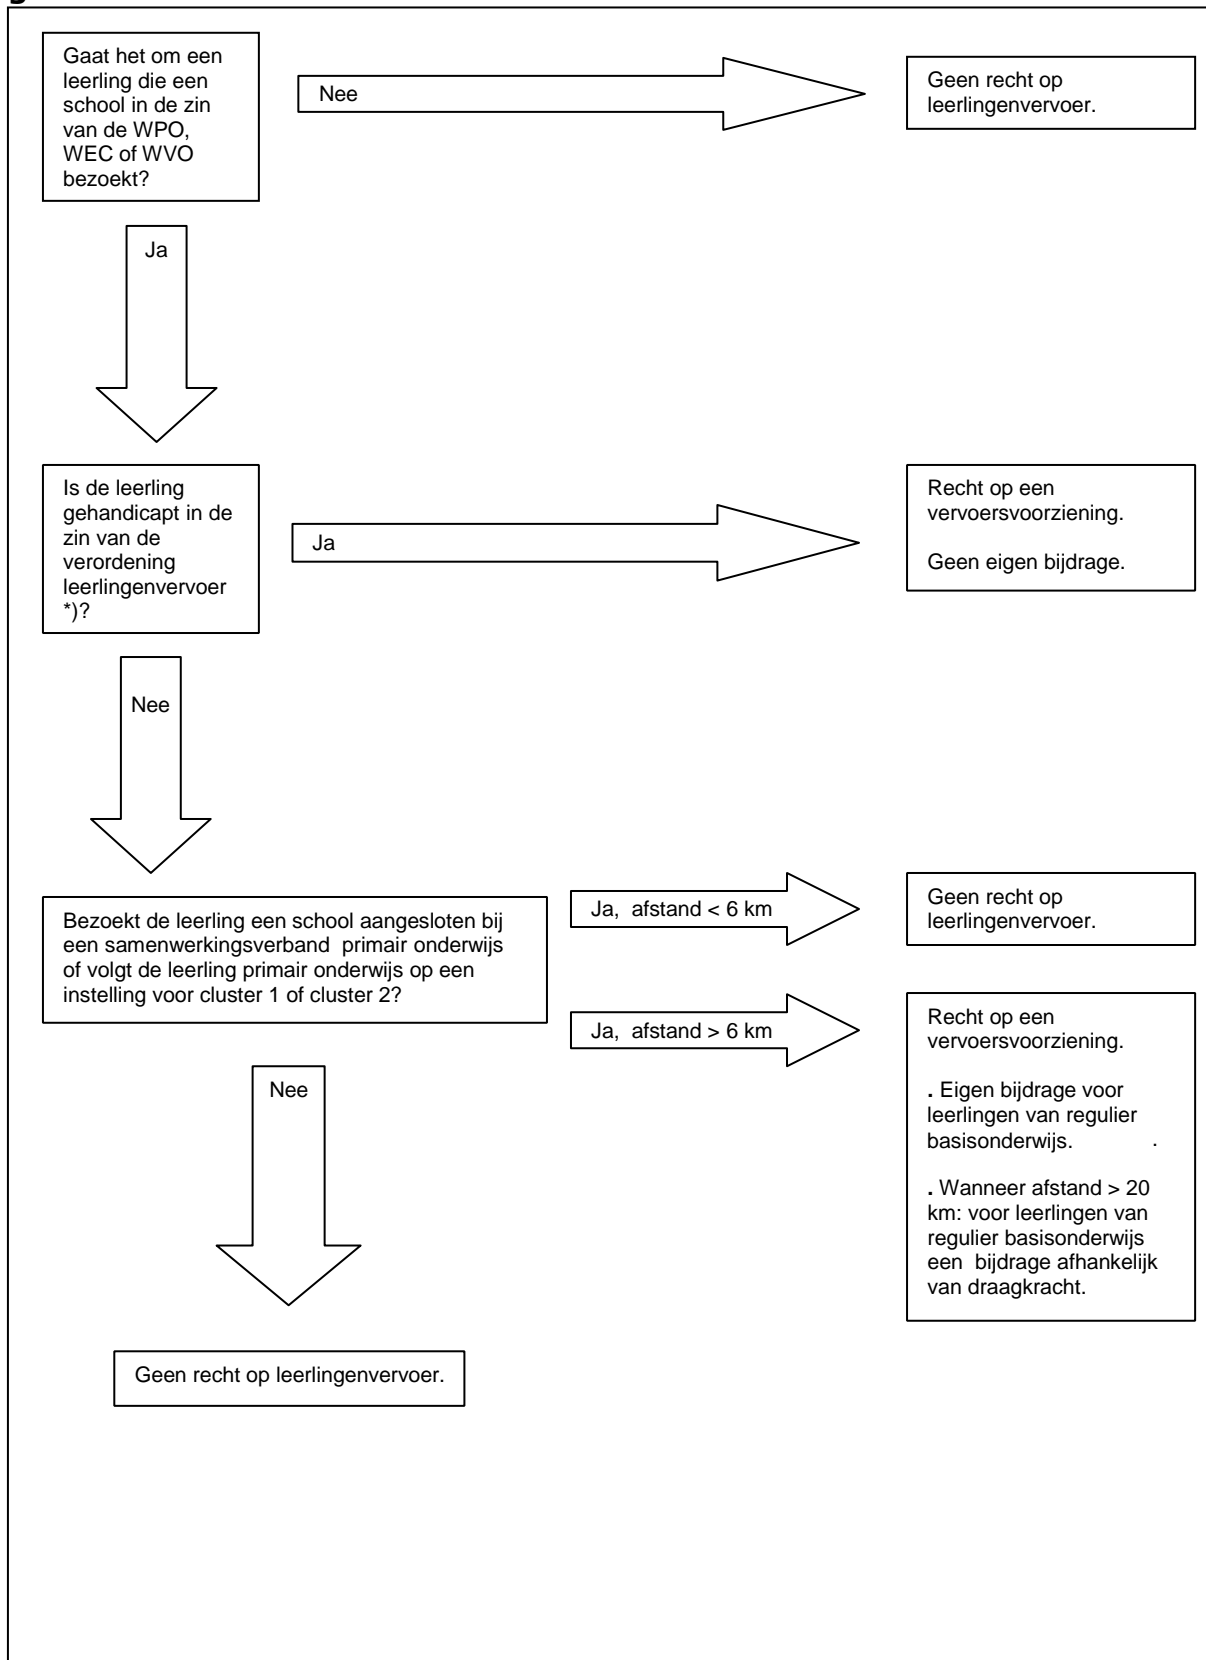 Gaat het om een
leerling die een
school in de zin
van de WPO,
WEC of WVO
bezoekt?
Nee
Geen recht op
leerlingenvervoer.
Ja
Is de leerling
gehandicapt in de
zin van de
verordening
leerlingenvervoer
*)?
Ja
Recht op een
vervoersvoorziening.
Geen eigen bijdrage.
Nee
Bezoekt de leerling een school aangesloten bij
een samenwerkingsverband  primair onderwijs
of volgt de leerling primair onderwijs op een
instelling voor cluster 1 of cluster 2?
Ja,  afstand < 6 km
Geen recht op
leerlingenvervoer.
Ja,  afstand > 6 km
Recht op een
vervoersvoorziening.
. Eigen bijdrage voor
leerlingen van regulier
basisonderwijs. .
. Wanneer afstand > 20
km: voor leerlingen van
regulier basisonderwijs
een  bijdrage afhankelijk
van draagkracht.
Nee
Geen recht op leerlingenvervoer.